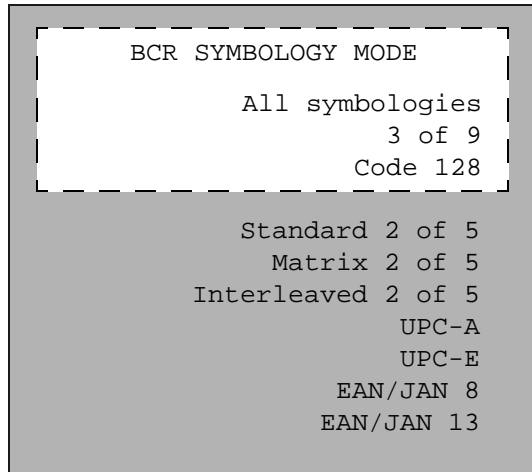 BCR SYMBOLOGY MODE
All symbologies
3 of 9
Code 128
Standard 2 of 5
Matrix 2 of 5
Interleaved 2 of 5
UPC-A
UPC-E
EAN/JAN 8
EAN/JAN 13